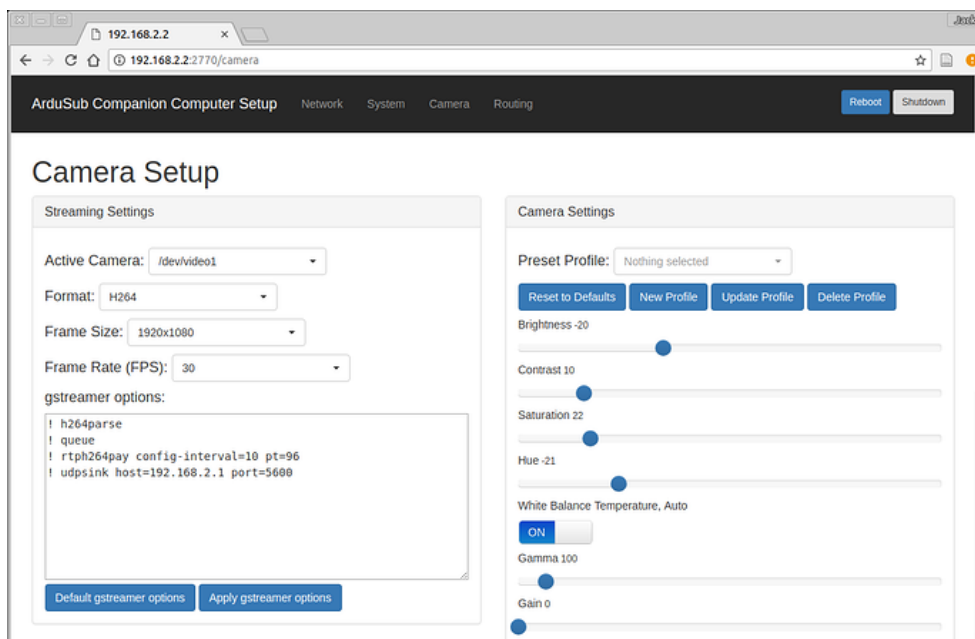 192.168.2.2
192.168.2.2:2770/camera
ArduSub Companion Computer Setup Network System Camera Routing Reboot Shutdown
Camera Setup
Streaming Settings
Active Camera: /dev/video1
Format: H264
Frame Size: 1920x1080
Frame Rate (FPS): 30
gstreamer options:
! h264parse
! queue
! rtph264pay config-interval=10 pt=96
! udpsink host=192.168.2.1 port=5600
Default gstreamer options Apply gstreamer options
Camera Settings
Preset Profile: Nothing selected
Reset to Defaults New Profile Update Profile Delete Profile
Brightness -20
Contrast 10
Saturation 22
Hue -21
White Balance Temperature, Auto
ON
Gamma 100
Gain 0